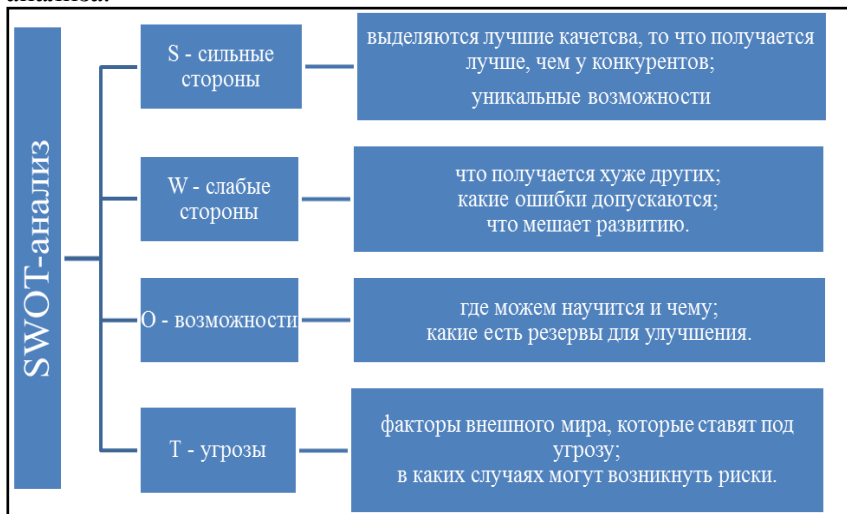 SWOT-анализ
S - сильные
стороны
выделяются лучшие качетсва, то что получается
лучше, чем у конкурентов;
уникальные возможности
W - слабые
стороны
что получается хуже других;
какие ошибки допускаются;
что мешает развитию.
O - возможности
где можем научится и чему;
какие есть резервы для улучшения.
T - угрозы
факторы внешного мира, которые ставят под
угрозу;
в каких случаях могут возникнуть риски.